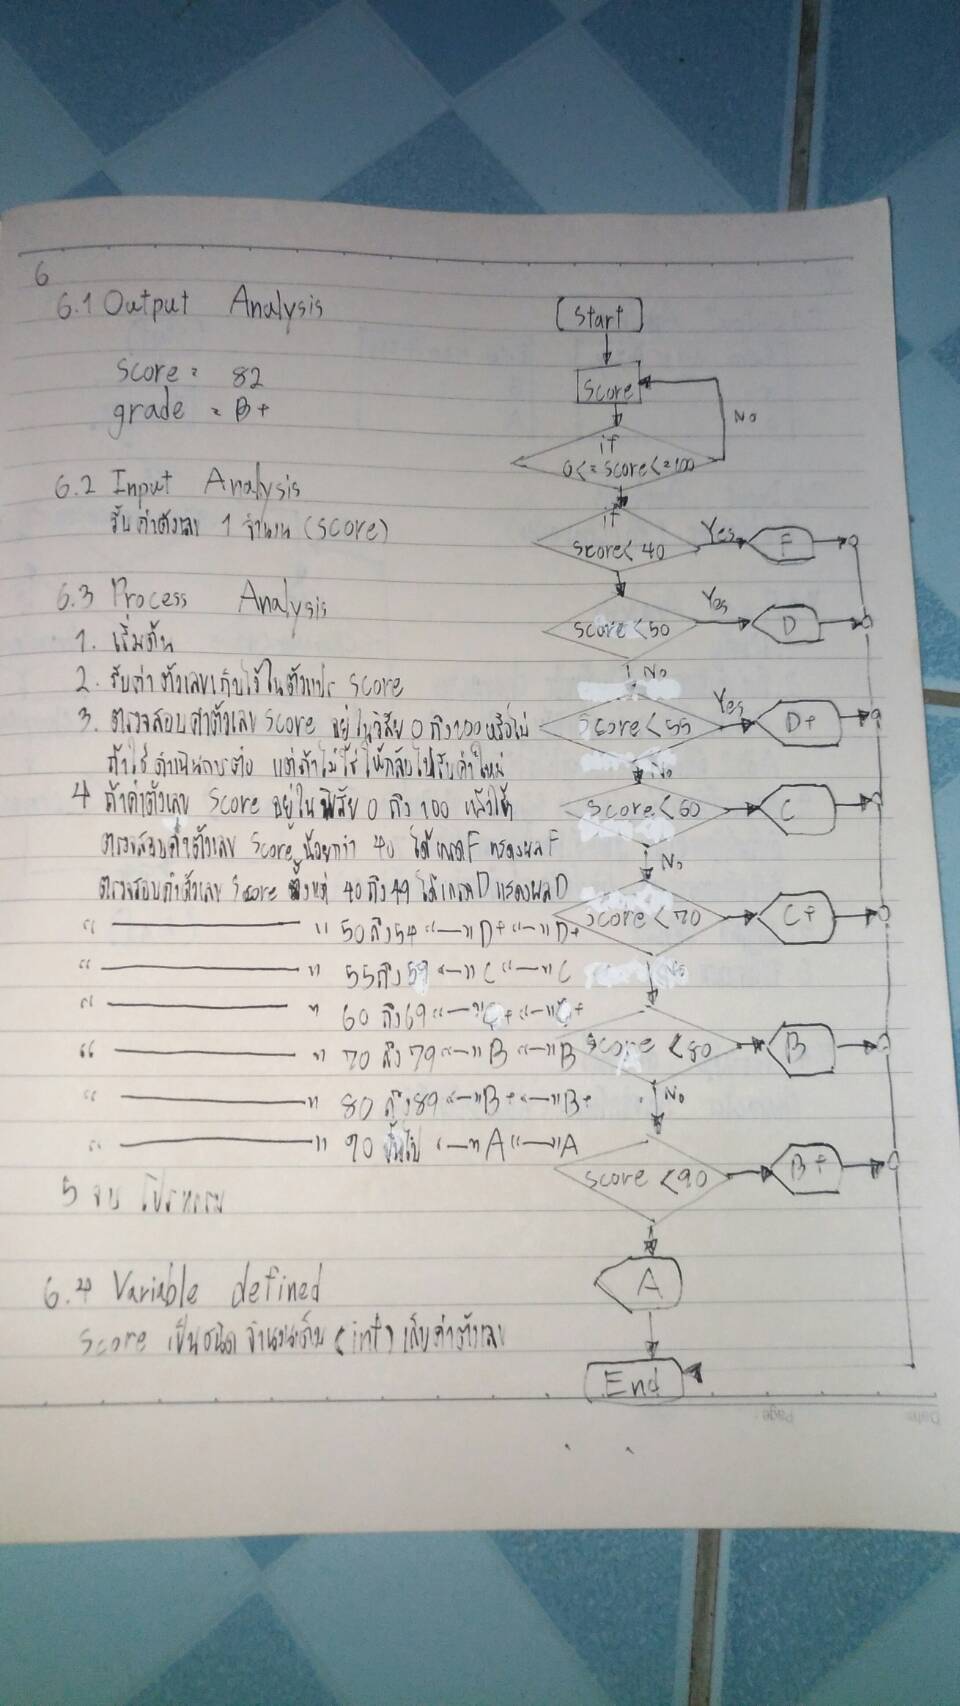 6
6.1 Output Analysis
Score = 82
grade = B+
6.2 Input Analysis
รับค่าตัวเลข 1 จำนวน (score)
6.3 Process Analysis
1. เริ่มต้น
2. รับค่า ตัวเลขเก็บไว้ในตัวแปร score
3. ตรวจสอบค่าตัวเลข score อยู่ในวิสัย 0 ถึง 100 หรือไม่
ถ้าใช่ ดำเนินการต่อ แต่ถ้าไม่ใช่ ให้กลับไปรับค่าใหม่
4 ถ้าค่าตัวเลข Score อยู่ใน พิสัย 0 ถึง 100 แล้วให้
ตรวจสอบค่าตัวเลข Score น้อยกว่า 40 ได้เกรดF แสดงผล F
ตรวจสอบค่าตัวเลข Score ตั้งแต่ 40 ถึง 49 ได้เกรด D แสดงผล D
" ——— " 50 ถึง 54 "—" D+ "—" D+
" ——— " 55 ถึง 59 "—" C "—" C
" ——— " 60 ถึง 69 "—" C+ "—" C+
" ——— " 70 ถึง 79 "—" B "—" B
" ——— " 80 ถึง 89 "—" B+ "—" B+
" ——— " 90 ขึ้นไป "—" A "—" A
5 จบ โปรแกรม
6.4 Variable defined
Score เป็นชนิด จำนวนเต็ม (int) เก็บค่าตัวเลข
Start
Score
No
if
0<=score<=100
if
score< 40
Yes
F
score <50
Yes
D
No
score <55
Yes
D+
No
score <60
C
No
score <70
C+
No
score <80
B
No
score <90
B+
A
End
Page:
Date: